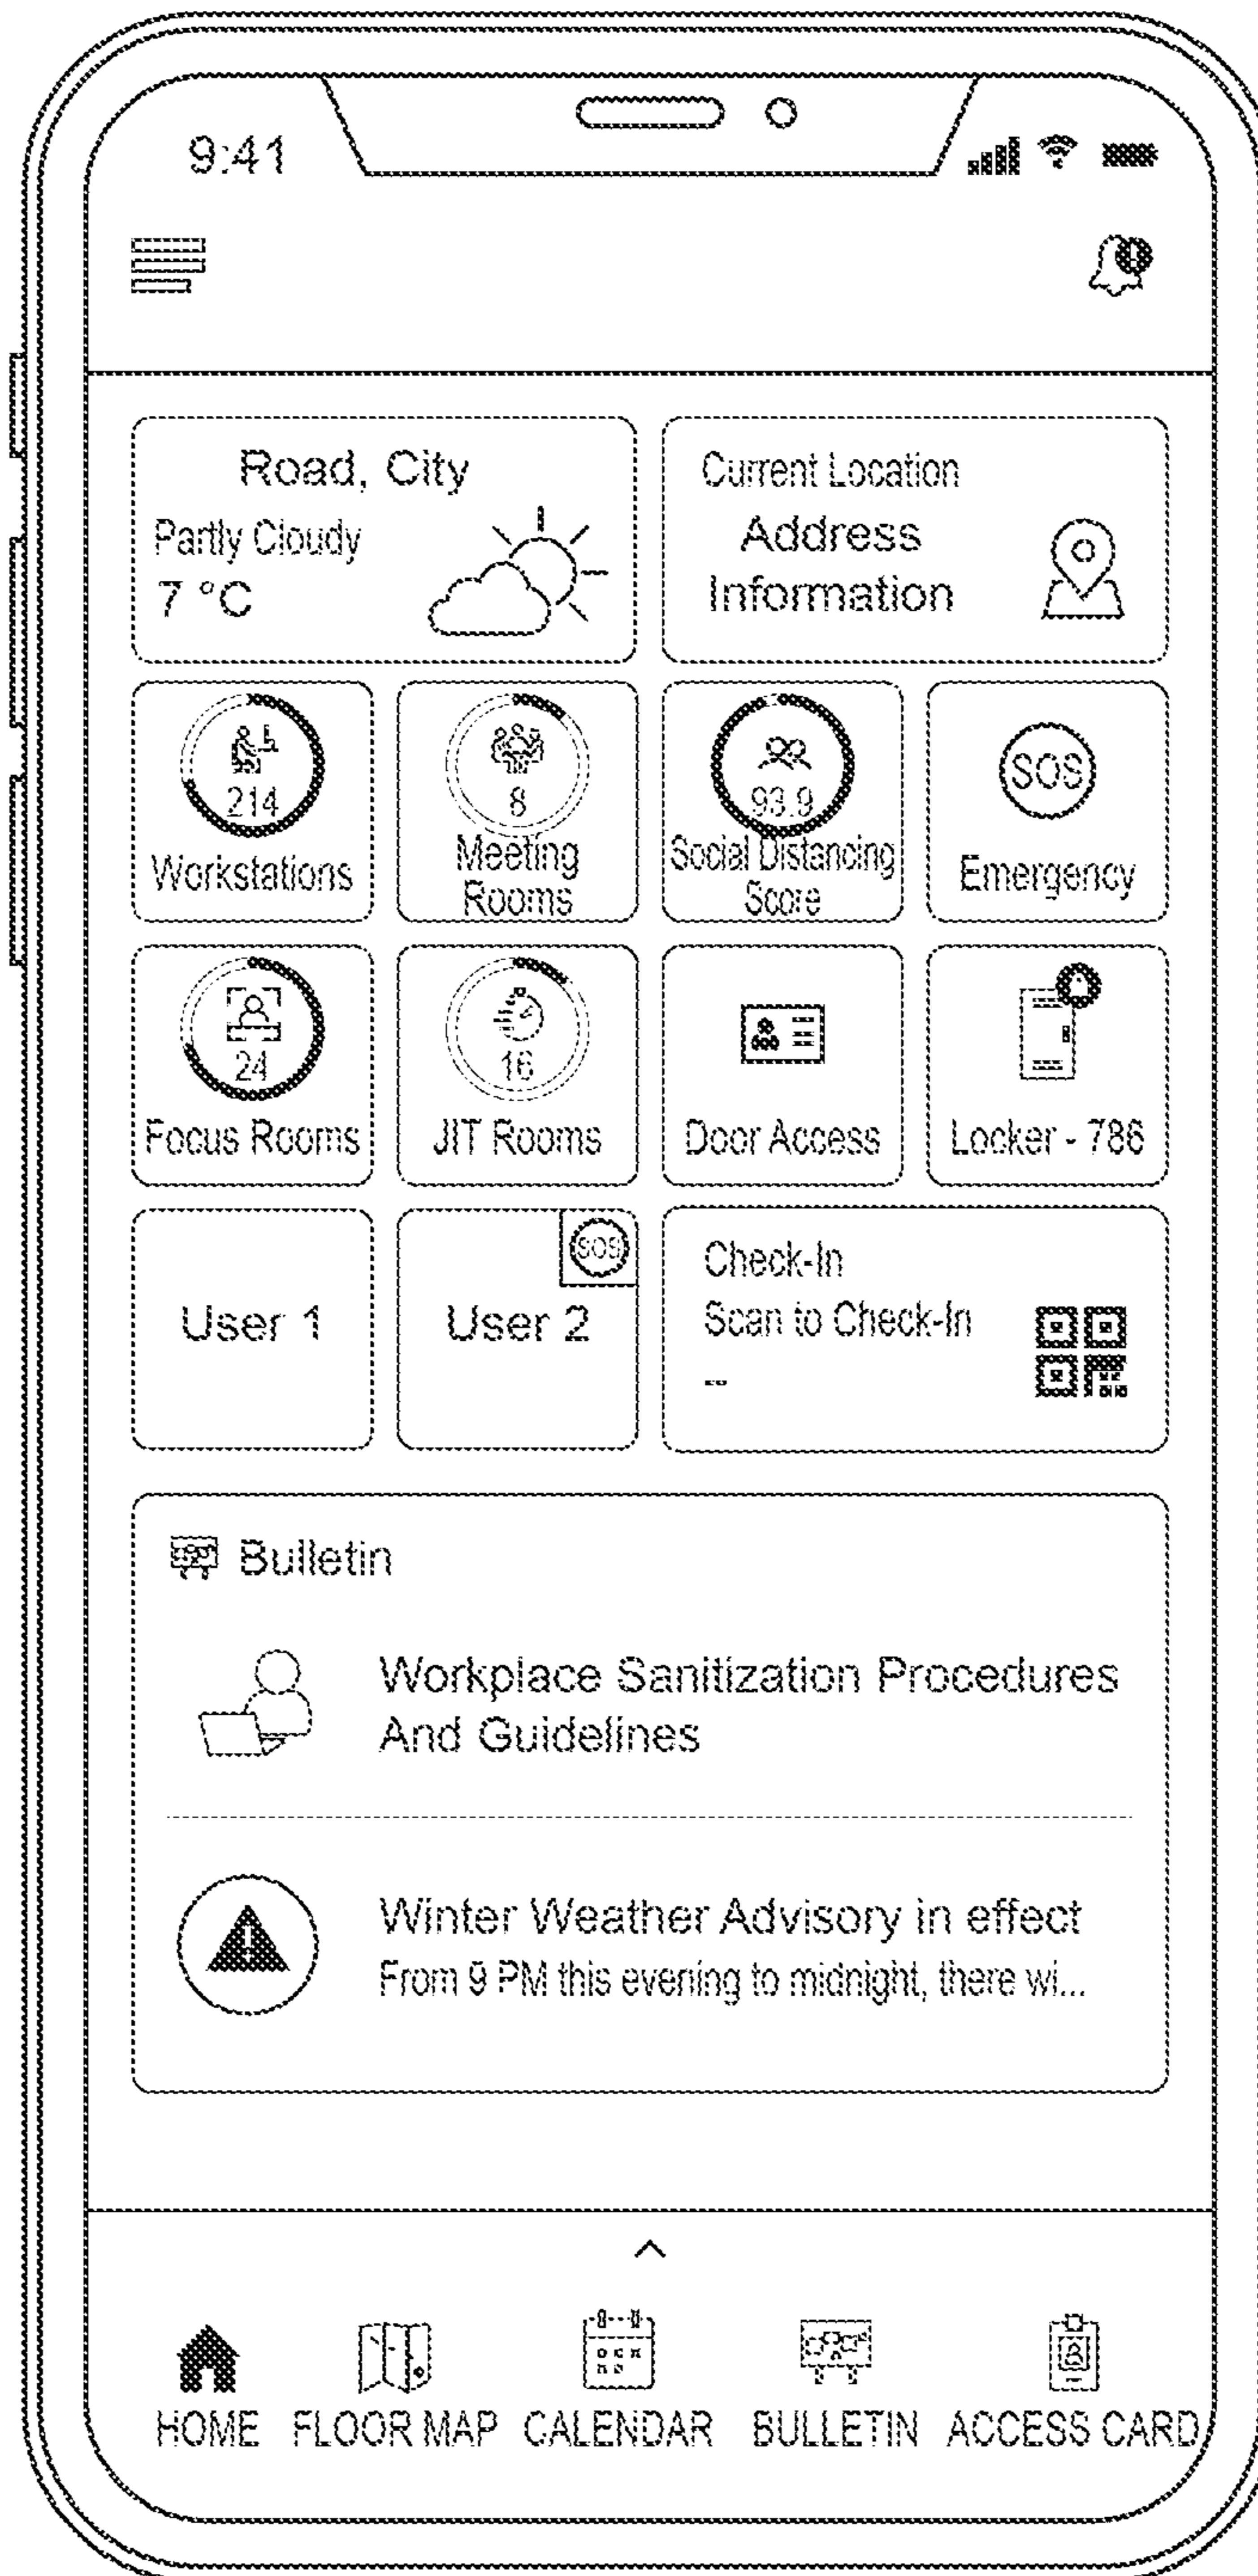 9:41
Road, City
Partly Cloudy
7 °C
Current Location
Address
Information
214
Workstations
8
Meeting
Rooms
93.9
Social Distancing
Score
SOS
Emergency
24
Focus Rooms
16
JIT Rooms
Door Access
Locker - 786
User 1
SOS
User 2
Check-In
Scan to Check-In
--
Bulletin
Workplace Sanitization Procedures
And Guidelines
Winter Weather Advisory in effect
From 9 PM this evening to midnight, there wi...
HOME
FLOOR MAP
CALENDAR
BULLETIN
ACCESS CARD